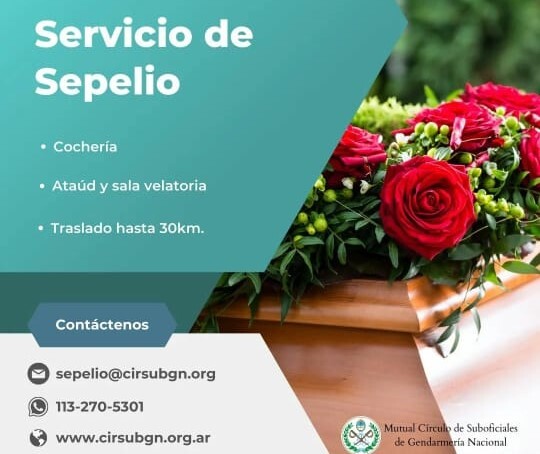 Servicio de
Sepelio
• Cochería
• Ataúd y sala velatoria
• Traslado hasta 30km.
Contáctenos
sepelio@cirsubgn.org
113-270-5301
www.cirsubgn.org.ar
Mutual Círculo de Suboficiales
de Gendarmería Nacional